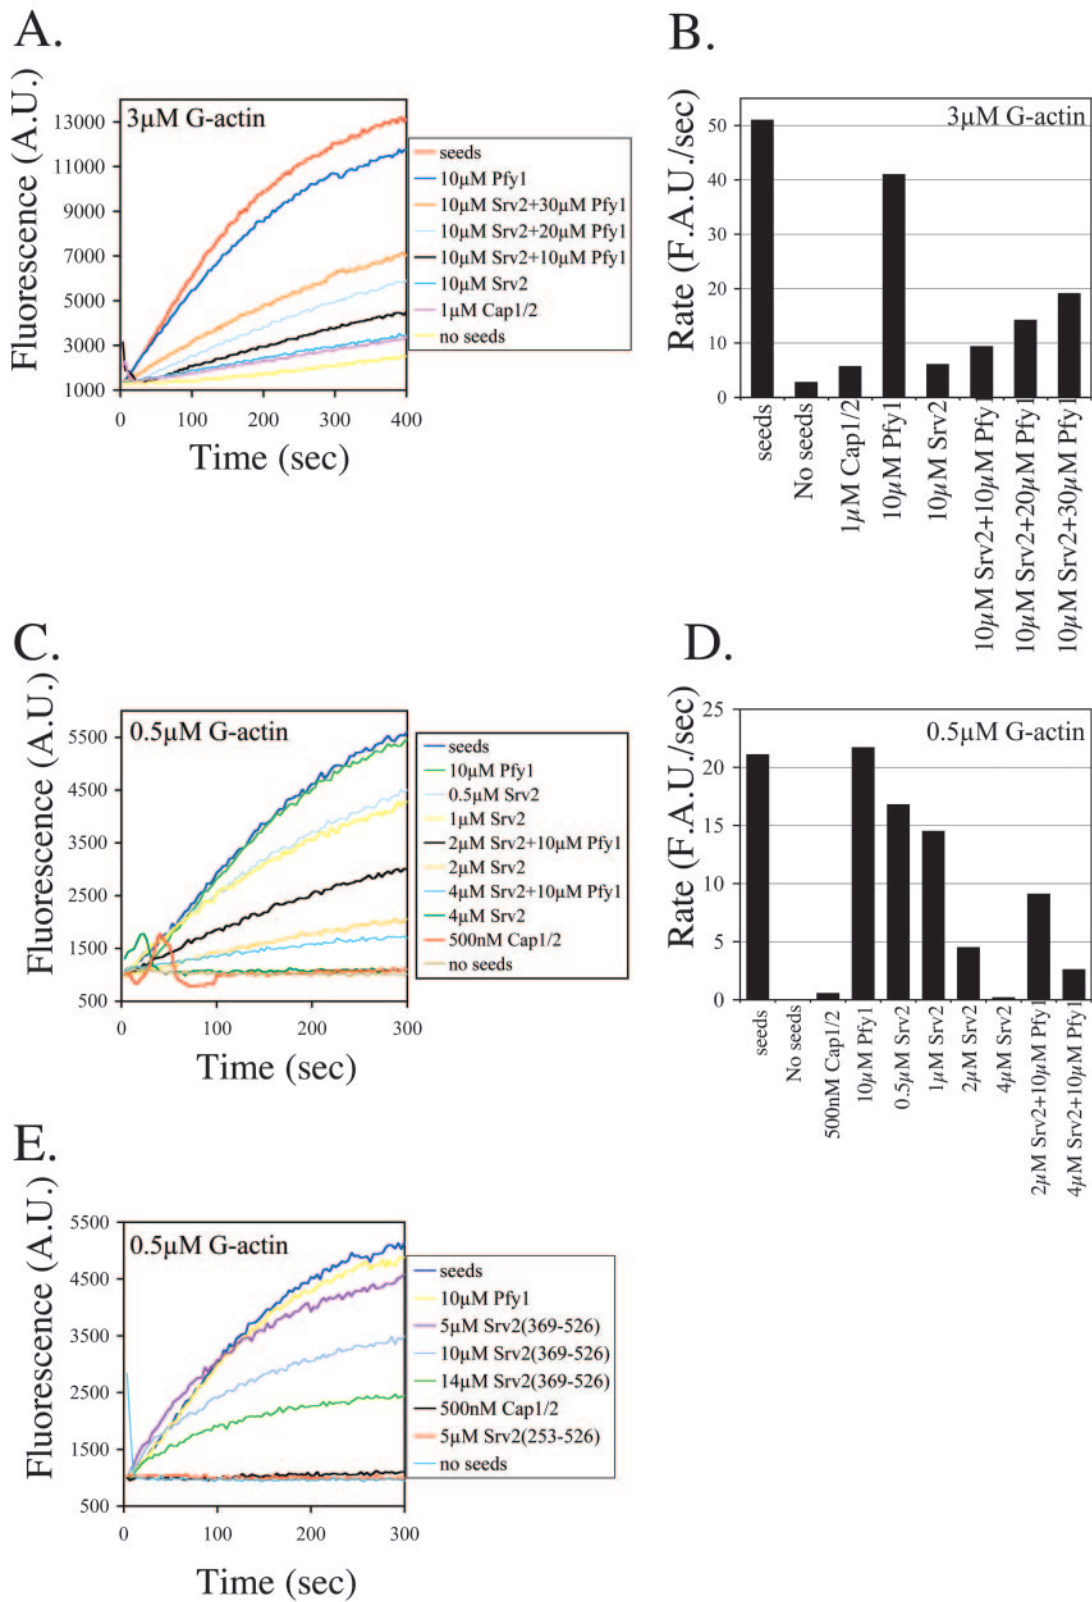 A.
Fluorescence (A.U.)
3µM G-actin
13000
11000
9000
7000
5000
3000
1000
0
100
200
300
400
Time (sec)
seeds
10µM Pfy1
10µM Srv2+30µM Pfy1
10µM Srv2+20µM Pfy1
10µM Srv2+10µM Pfy1
10µM Srv2
1µM Cap1/2
no seeds
B.
Rate (F.A.U./sec)
3µM G-actin
50
40
30
20
10
0
seeds
No seeds
1µM Cap1/2
10µM Pfy1
10µM Srv2
10µM Srv2+10µM Pfy
10µM Srv2+20µM Pfy1
10µM Srv2+30µM Pfy1
C.
Fluorescence (A.U.)
0.5µM G-actin
5500
4500
3500
2500
1500
500
0
100
200
300
Time (sec)
seeds
10µM Pfy1
0.5µM Srv2
1µM Srv2
2µM Srv2+10µM Pfy1
2µM Srv2
4µM Srv2+10µM Pfy1
4µM Srv2
500nM Cap1/2
no seeds
D.
Rate (F.A.U./sec)
0.5µM G-actin
25
20
15
10
5
0
seeds
No seeds
500nM Cap1/2
10µM Pfy1
0.5µM Srv2
1µM Srv2
2µM Srv2
4µM Srv2
2µM Srv2+10µM Pfy1
4µM Srv2+10µM Pfy1
E.
Fluorescence (A.U.)
0.5µM G-actin
5500
4500
3500
2500
1500
500
0
100
200
300
Time (sec)
seeds
10µM Pfy1
5µM Srv2(369-526)
10µM Srv2(369-526)
14µM Srv2(369-526)
500nM Cap1/2
5µM Srv2(253-526)
no seeds